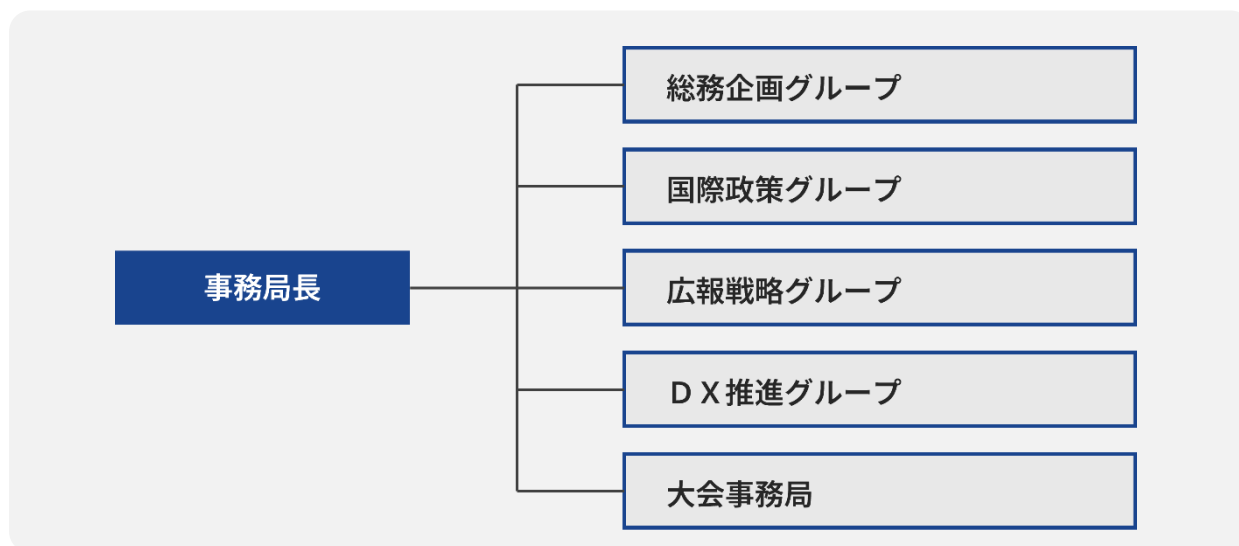 総務企画グループ
国際政策グループ
事務局長
広報戦略グループ
ＤＸ推進グループ
大会事務局